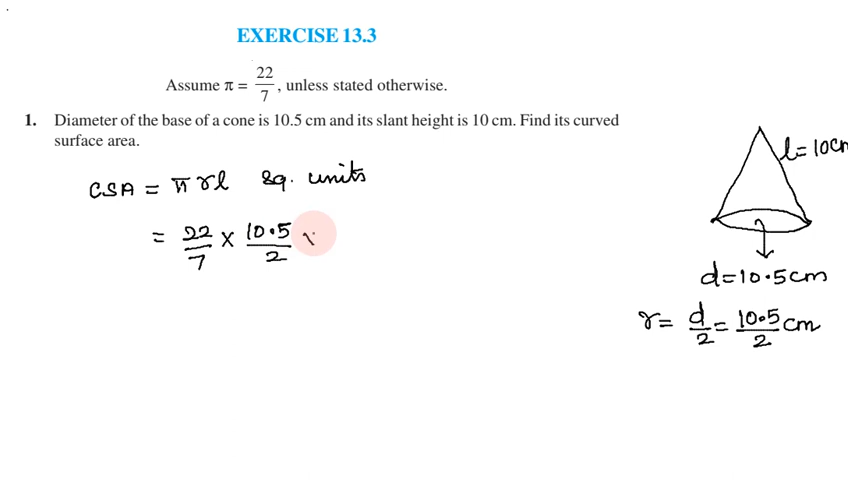 EXERCISE 13.3
Assume π = 22/7, unless stated otherwise.
1. Diameter of the base of a cone is 10.5 cm and its slant height is 10 cm. Find its curved
surface area.
CSA = π r l sq. units
= 22/7 × 10.5/2
l = 10cm
d = 10.5cm
r = d/2 = 10.5/2 cm